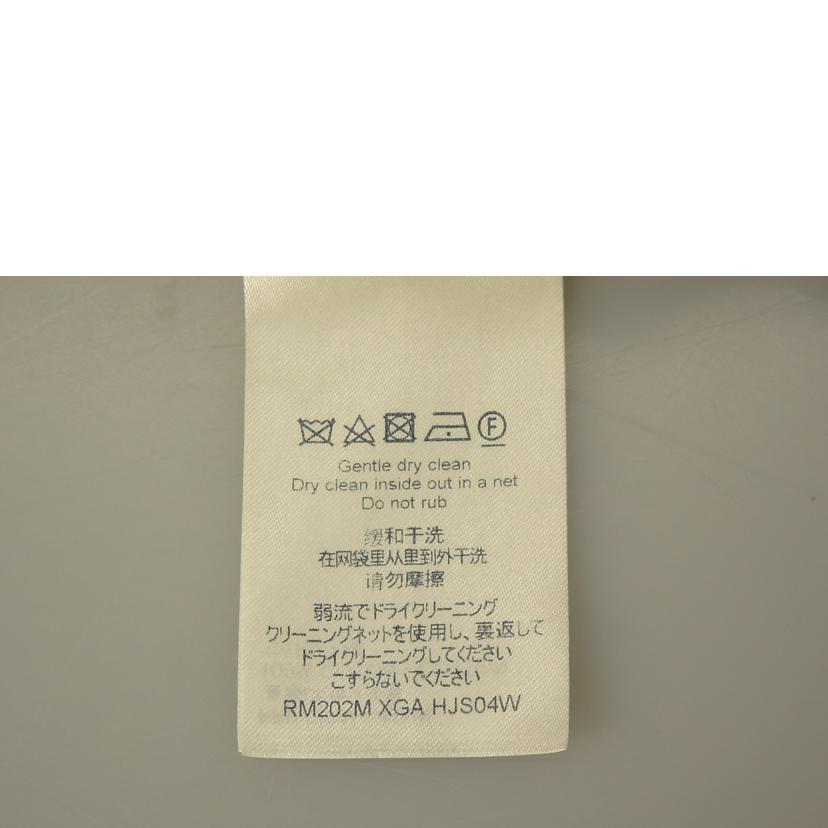 F
Gentle dry clean
Dry clean inside out in a net
Do not rub
缓和干洗
在网袋里从里到外干洗
请勿摩擦
弱流でドライクリーニング
クリーニングネットを使用し、裏返して
ドライクリーニングしてください
こすらないでください
RM202M XGA HJS04W